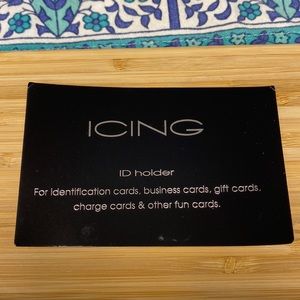 ICING
ID holder
For identification cards, business cards, gift cards,
charge cards & other fun cards.